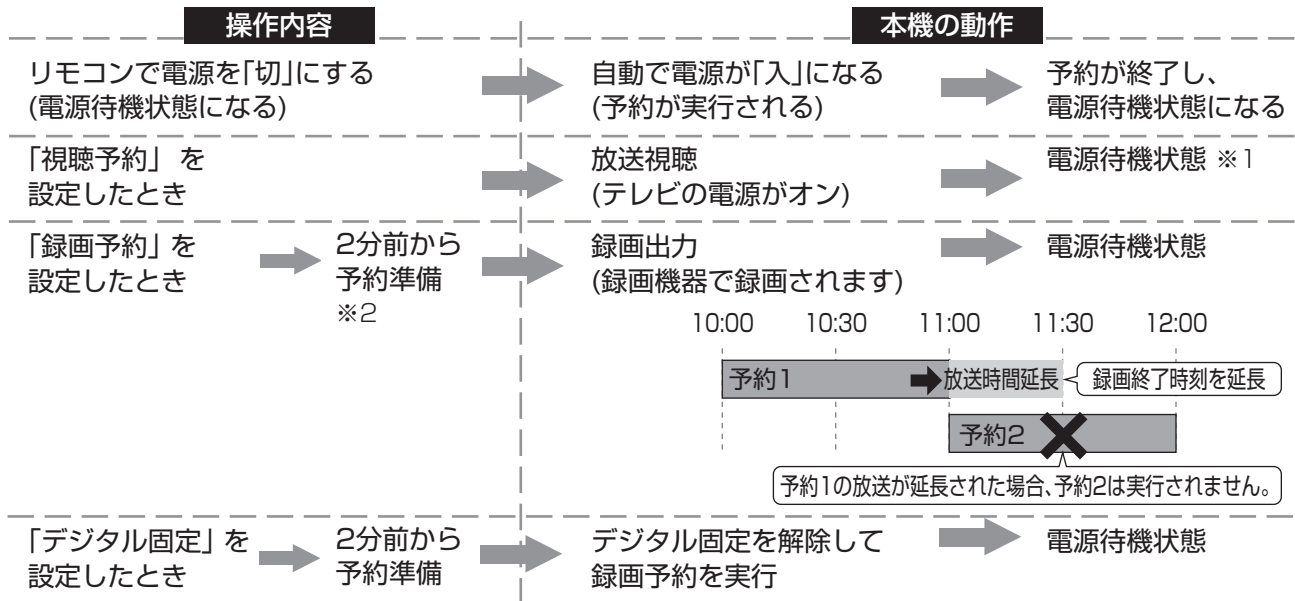 操作内容
本機の動作
リモコンで電源を｢切｣にする
(電源待機状態になる)
自動で電源が｢入｣になる
(予約が実行される)
予約が終了し、
電源待機状態になる
｢視聴予約｣ を
設定したとき
放送視聴
(テレビの電源がオン)
電源待機状態 ※1
｢録画予約｣ を
設定したとき
2分前から
予約準備
※2
録画出力
(録画機器で録画されます)
電源待機状態
10:00 10:30 11:00 11:30 12:00
予約1
放送時間延長
録画終了時刻を延長
予約2
予約1の放送が延長された場合、予約2は実行されません。
｢デジタル固定｣ を
設定したとき
2分前から
予約準備
デジタル固定を解除して
録画予約を実行
電源待機状態